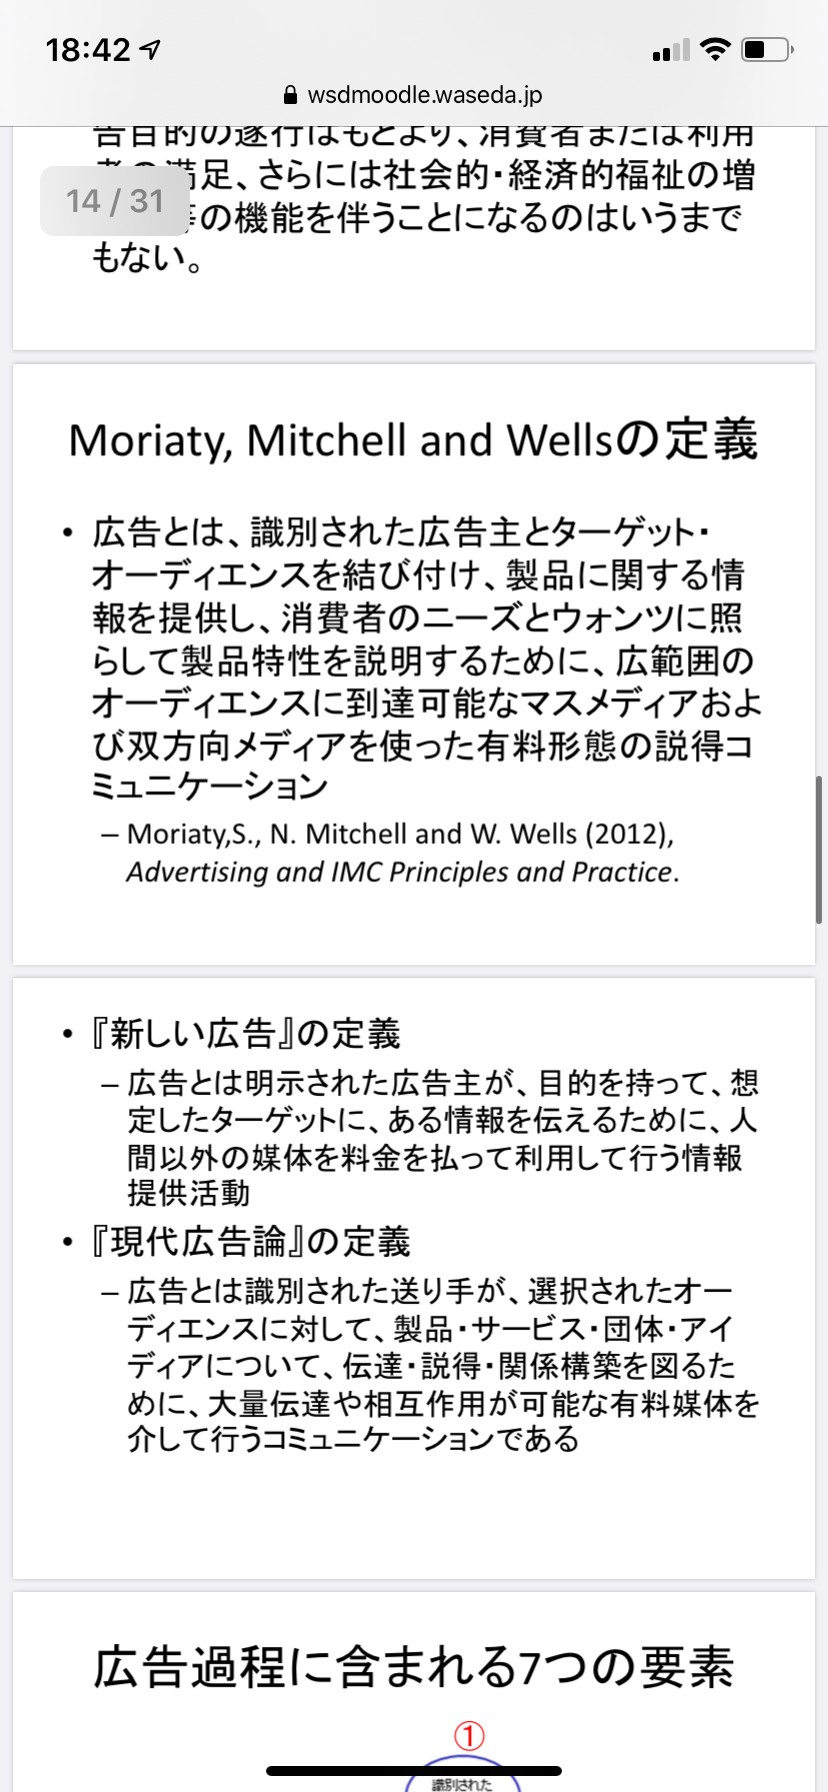 18:42
wsdmoodle.waseda.jp
告目的の遂行はもとより、消費者または利用
満足、さらには社会的・経済的福祉の増
14 / 31
の機能を伴うことになるのはいうまで
もない。
Moriaty, Mitchell and Wellsの定義
• 広告とは、識別された広告主とターゲット・
オーディエンスを結び付け、製品に関する情
報を提供し、消費者のニーズとウォンツに照
らして製品特性を説明するために、広範囲の
オーディエンスに到達可能なマスメディアおよ
び双方向メディアを使った有料形態の説得コ
ミュニケーション
– Moriaty,S., N. Mitchell and W. Wells (2012),
Advertising and IMC Principles and Practice.
• 『新しい広告』の定義
– 広告とは明示された広告主が、目的を持って、想
定したターゲットに、ある情報を伝えるために、人
間以外の媒体を料金を払って利用して行う情報
提供活動
• 『現代広告論』の定義
– 広告とは識別された送り手が、選択されたオー
ディエンスに対して、製品・サービス・団体・アイ
ディアについて、伝達・説得・関係構築を図るた
めに、大量伝達や相互作用が可能な有料媒体を
介して行うコミュニケーションである
広告過程に含まれる7つの要素
①
識別された